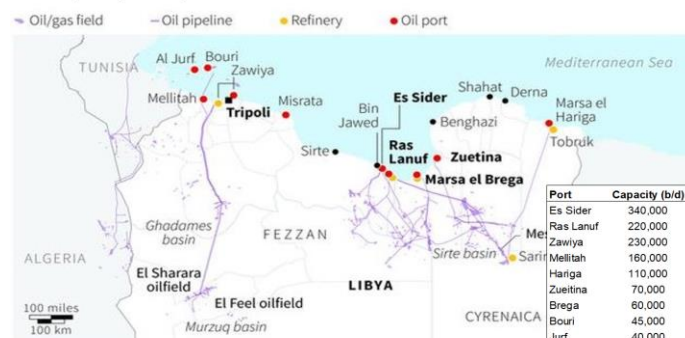 Oil/gas field
Oil pipeline
Refinery
Oil port
TUNISIA
Al Jurf
Bouri
Zawiya
Mellitah
Tripoli
Misrata
Mediterranean Sea
Shahat
Derna
Marsa el
Hariga
Tobruk
Es Sider
Bin
Jawed
Benghazi
Sirte
Ras
Lanuf
Zuetina
Marsa el Brega
Ghadames
basin
FEZZAN
ALGERIA
El Sharara
oilfield
El Feel oilfield
Murzuq basin
LIBYA
Sirte basin
CYRENAICA
100 miles
100 km
Port Capacity (b/d)
Es Sider 340,000
Ras Lanuf 220,000
Zawiya 230,000
Mellitah 160,000
Hariga 110,000
Zueitina 70,000
Brega 60,000
Bouri 45,000
Jurf 40,000